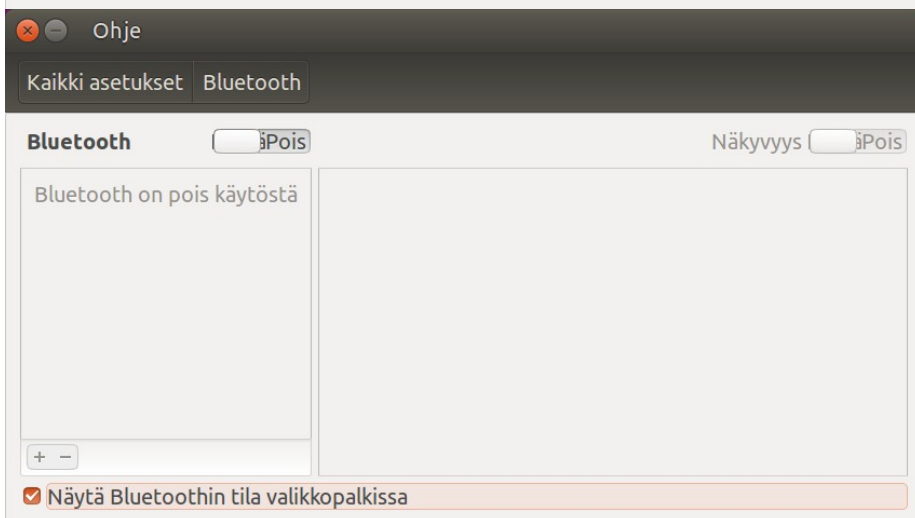 Ohje
Kaikki asetukset Bluetooth
Bluetooth Pois Näkyvyys Pois
Bluetooth on pois käytöstä
+ −
Näytä Bluetoothin tila valikkopalkissa